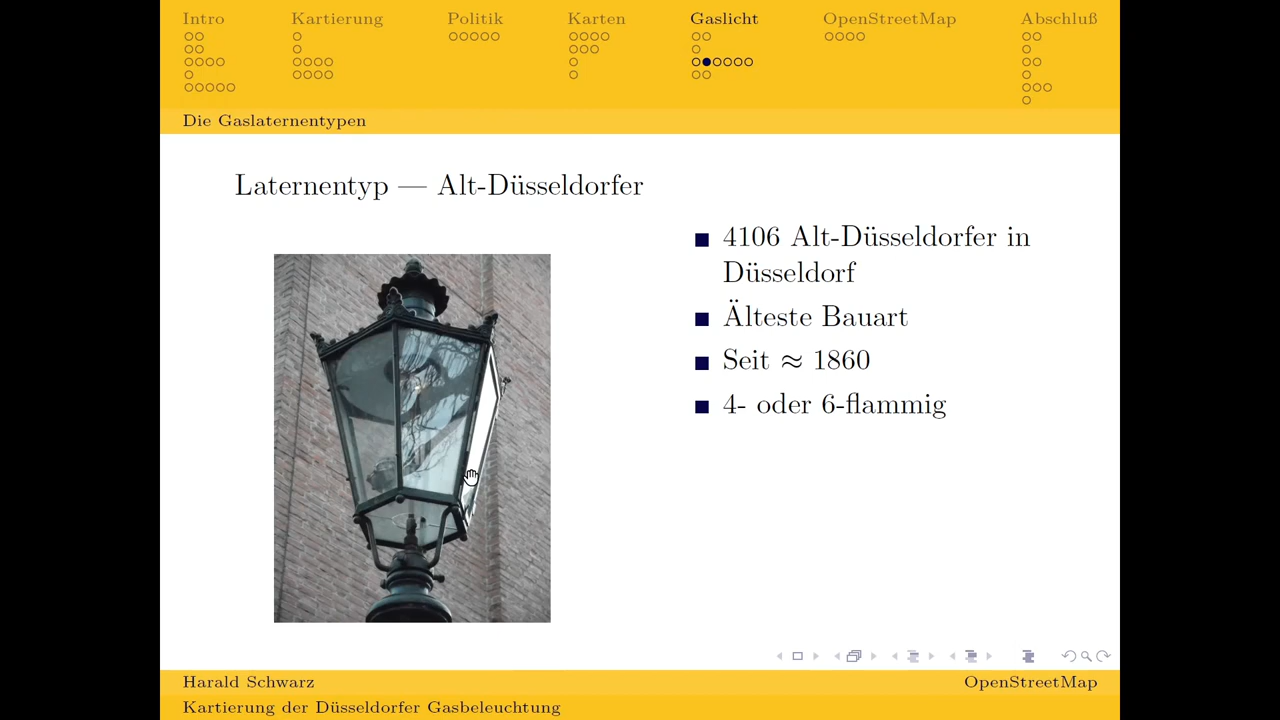 Intro Kartierung Politik Karten Gaslicht OpenStreetMap Abschluß
Die Gaslaternentypen
Laternentyp — Alt-Düsseldorfer
4106 Alt-Düsseldorfer in
Düsseldorf
Älteste Bauart
Seit ≈ 1860
4- oder 6-flammig
Harald Schwarz OpenStreetMap
Kartierung der Düsseldorfer Gasbeleuchtung